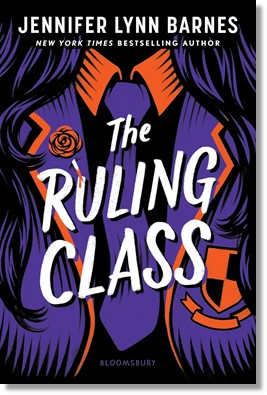 JENNIFER LYNN BARNES
NEW YORK TIMES BESTSELLING AUTHOR
The
RULING
CLASS
BLOOMSBURY